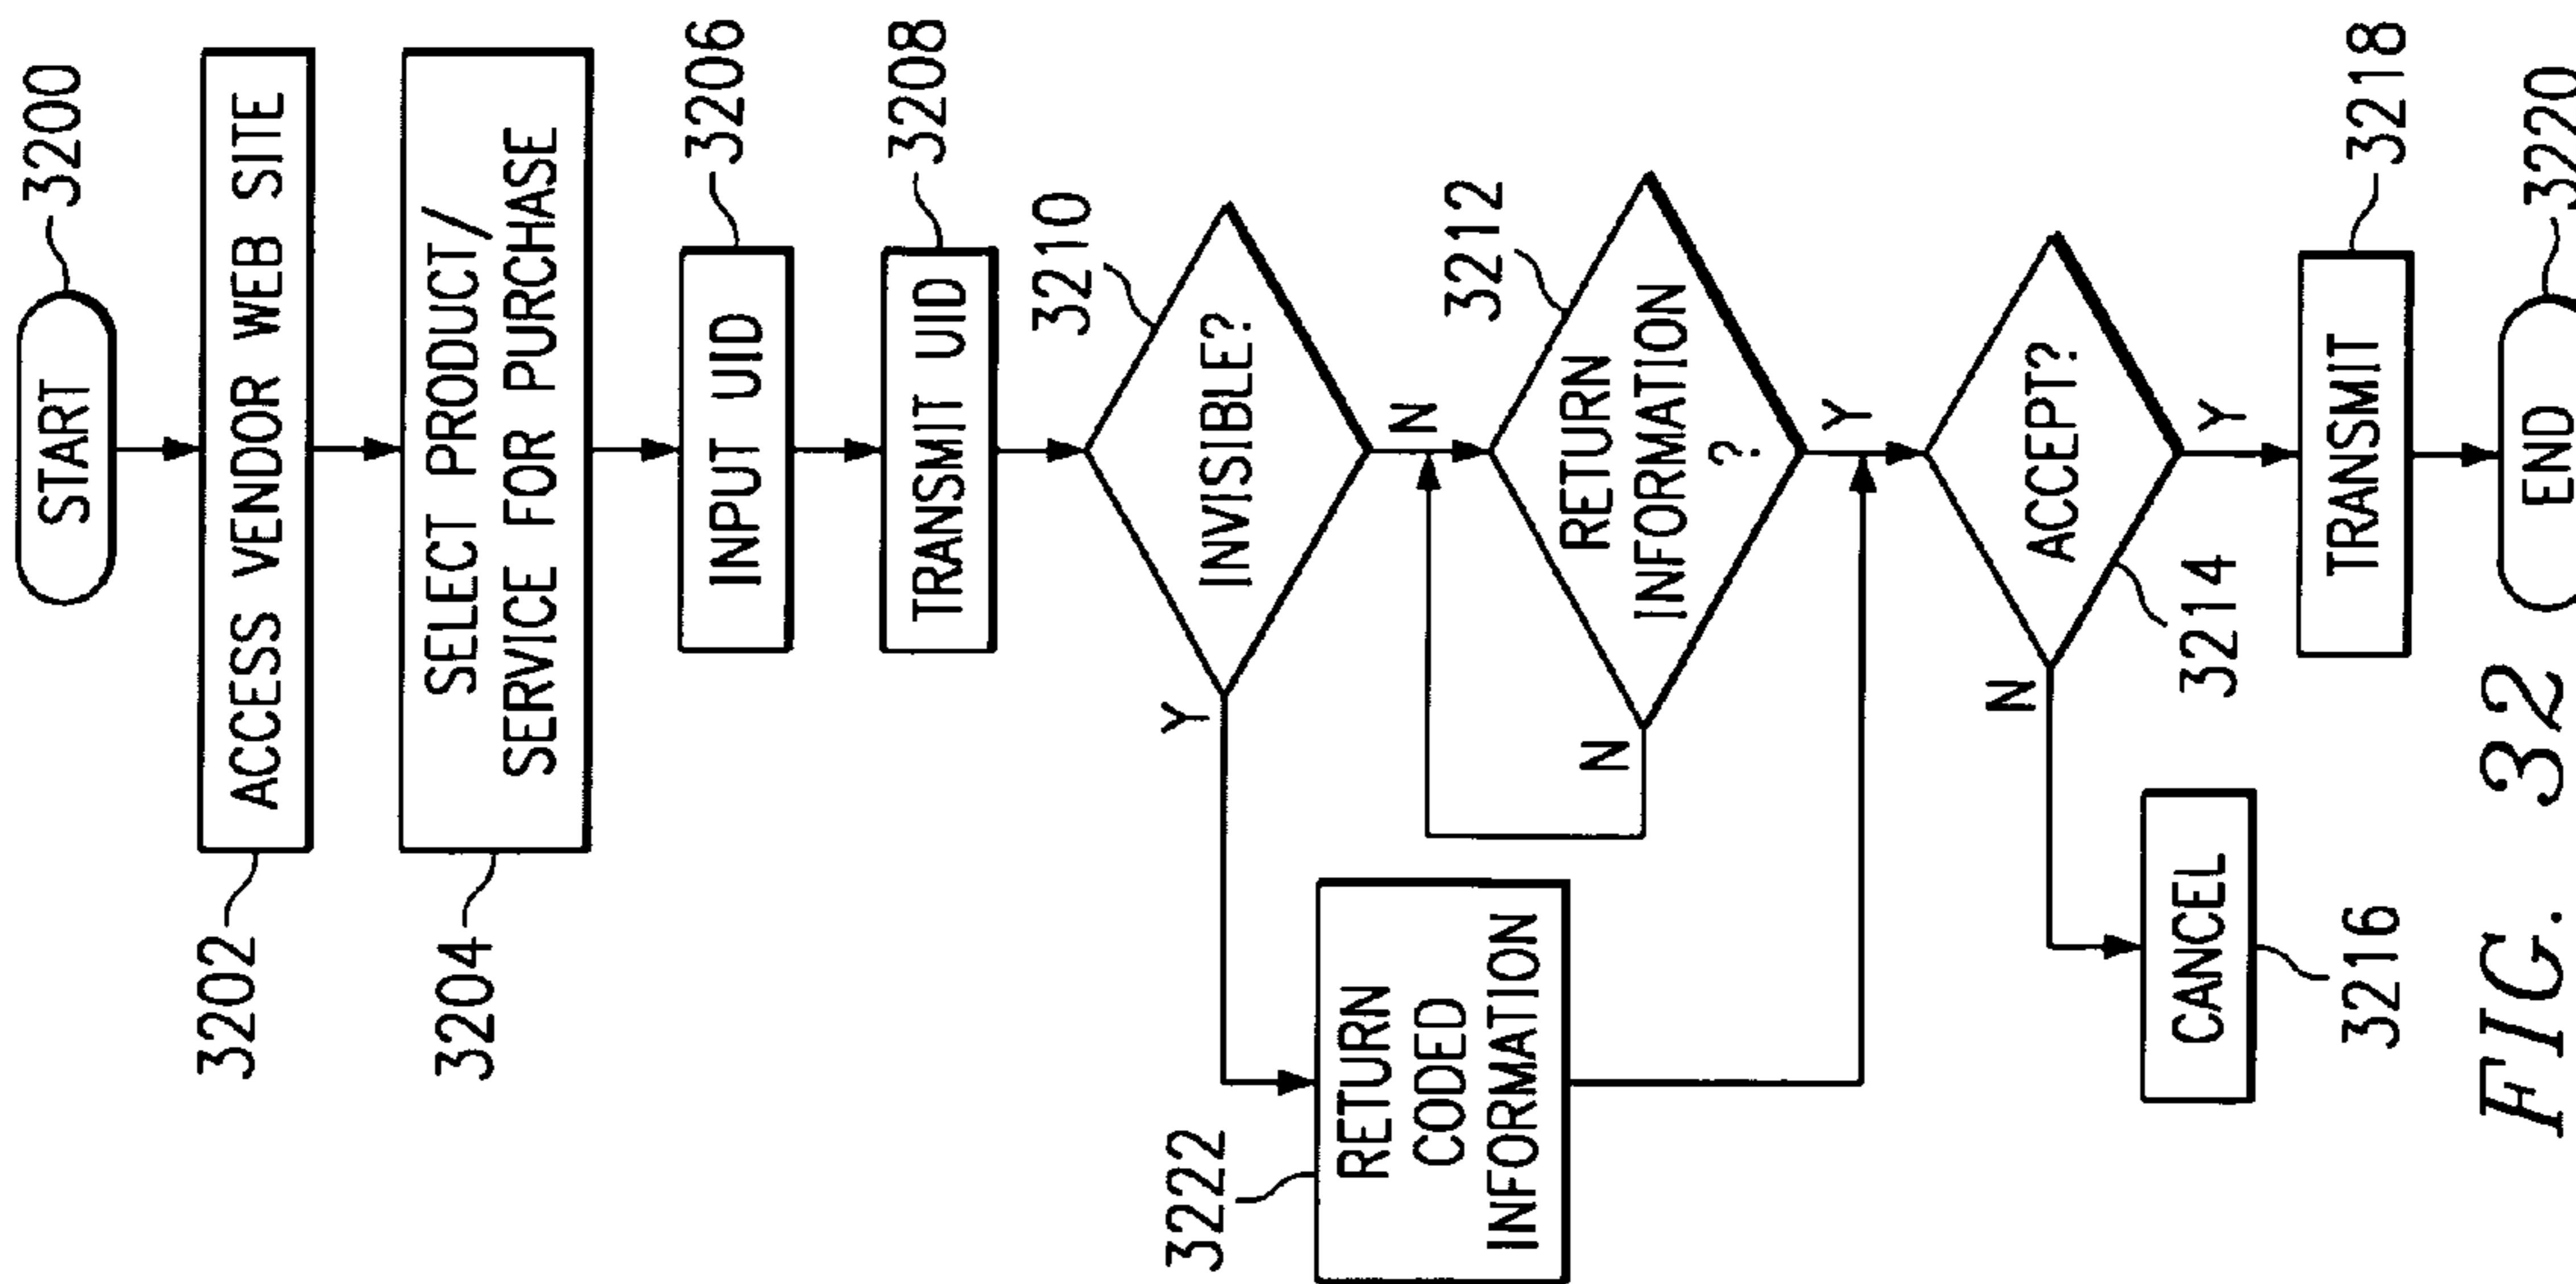 START
3200
ACCESS VENDOR WEB SITE
3202
SELECT PRODUCT/
SERVICE FOR PURCHASE
3204
INPUT UID
3206
TRANSMIT UID
3208
INVISIBLE?
3210
Y
N
RETURN
CODED
INFORMATION
3222
RETURN
INFORMATION
?
3212
N
Y
ACCEPT?
3214
N
Y
CANCEL
3216
TRANSMIT
3218
END
3220
FIG. 32